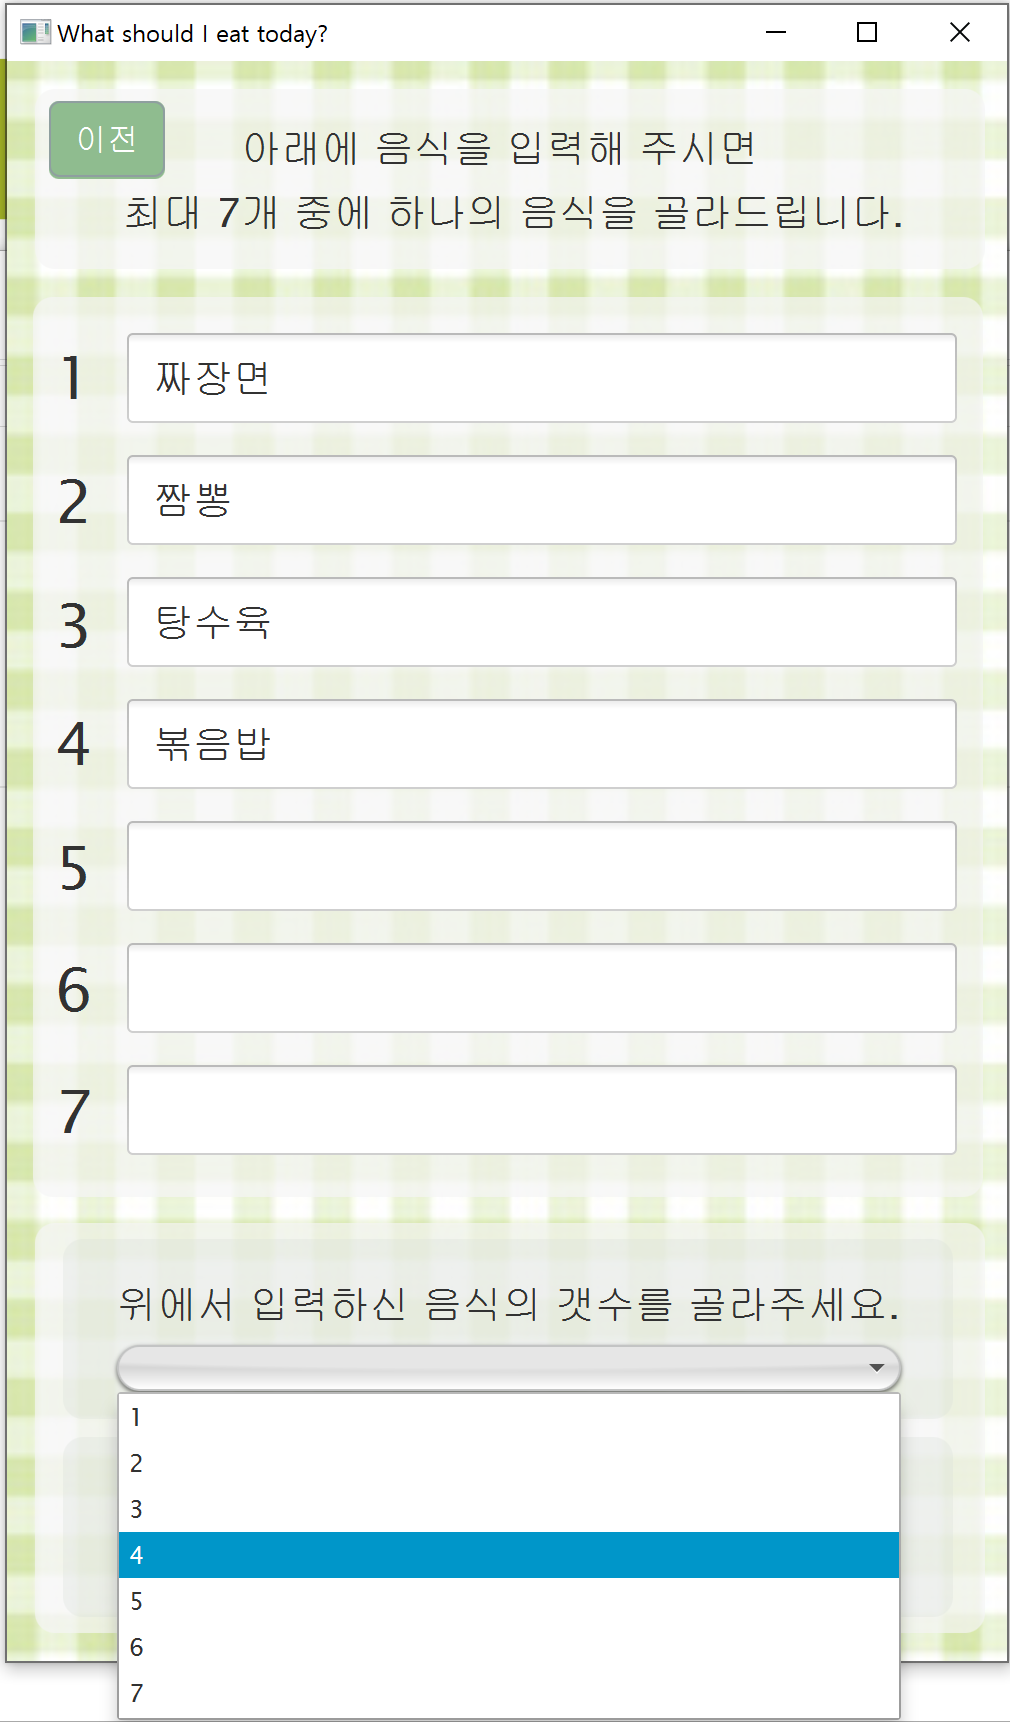 What should I eat today?
이전
아래에 음식을 입력해 주시면
최대 7개 중에 하나의 음식을 골라드립니다.
1 짜장면
2 짬뽕
3 탕수육
4 볶음밥
5
6
7
위에서 입력하신 음식의 갯수를 골라주세요.
1
2
3
4
5
6
7